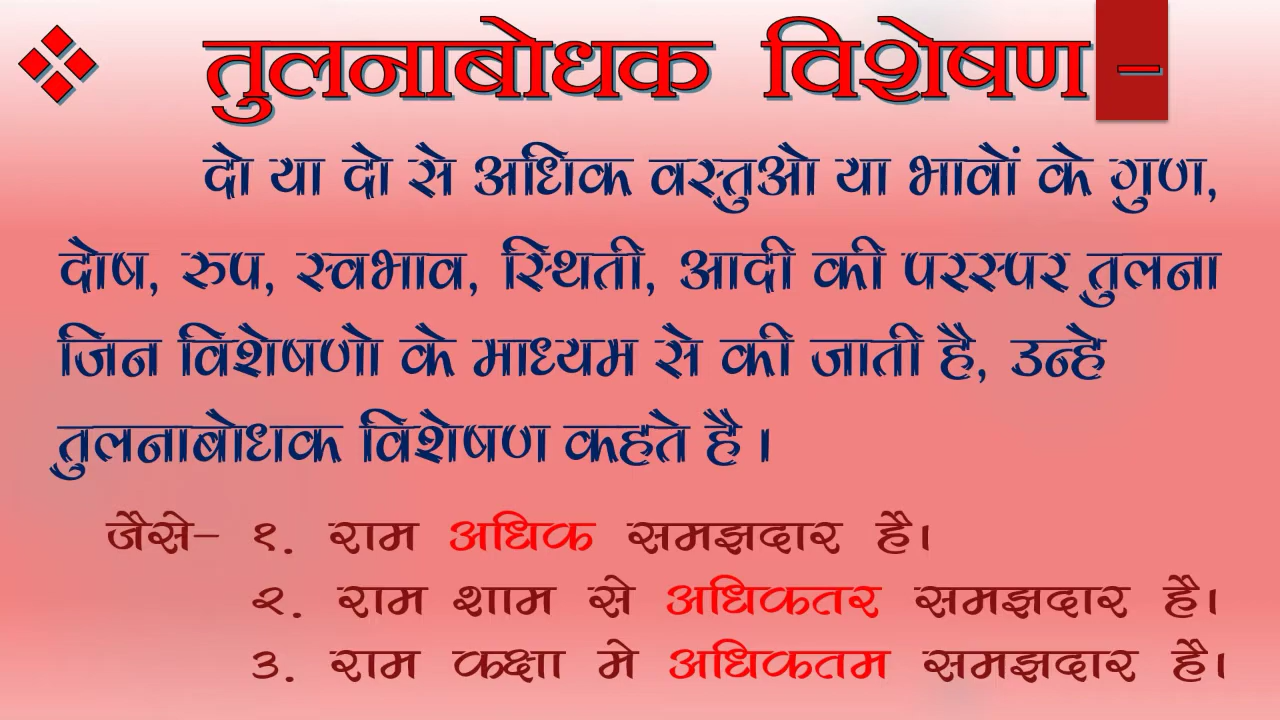 ❖ तुलनाबोधक विशेषण -
दो या दो से अधिक वस्तुओ या भावों के गुण,
दोष, रुप, स्वभाव, स्थिती, आदी की परस्पर तुलना
जिन विशेषणो के माध्यम से की जाती है, उन्हे
तुलनाबोधक विशेषण कहते है।
जैसे- १. राम अधिक समझदार है।
२. राम शाम से अधिकतर समझदार है।
३. राम कक्षा मे अधिकतम समझदार है।